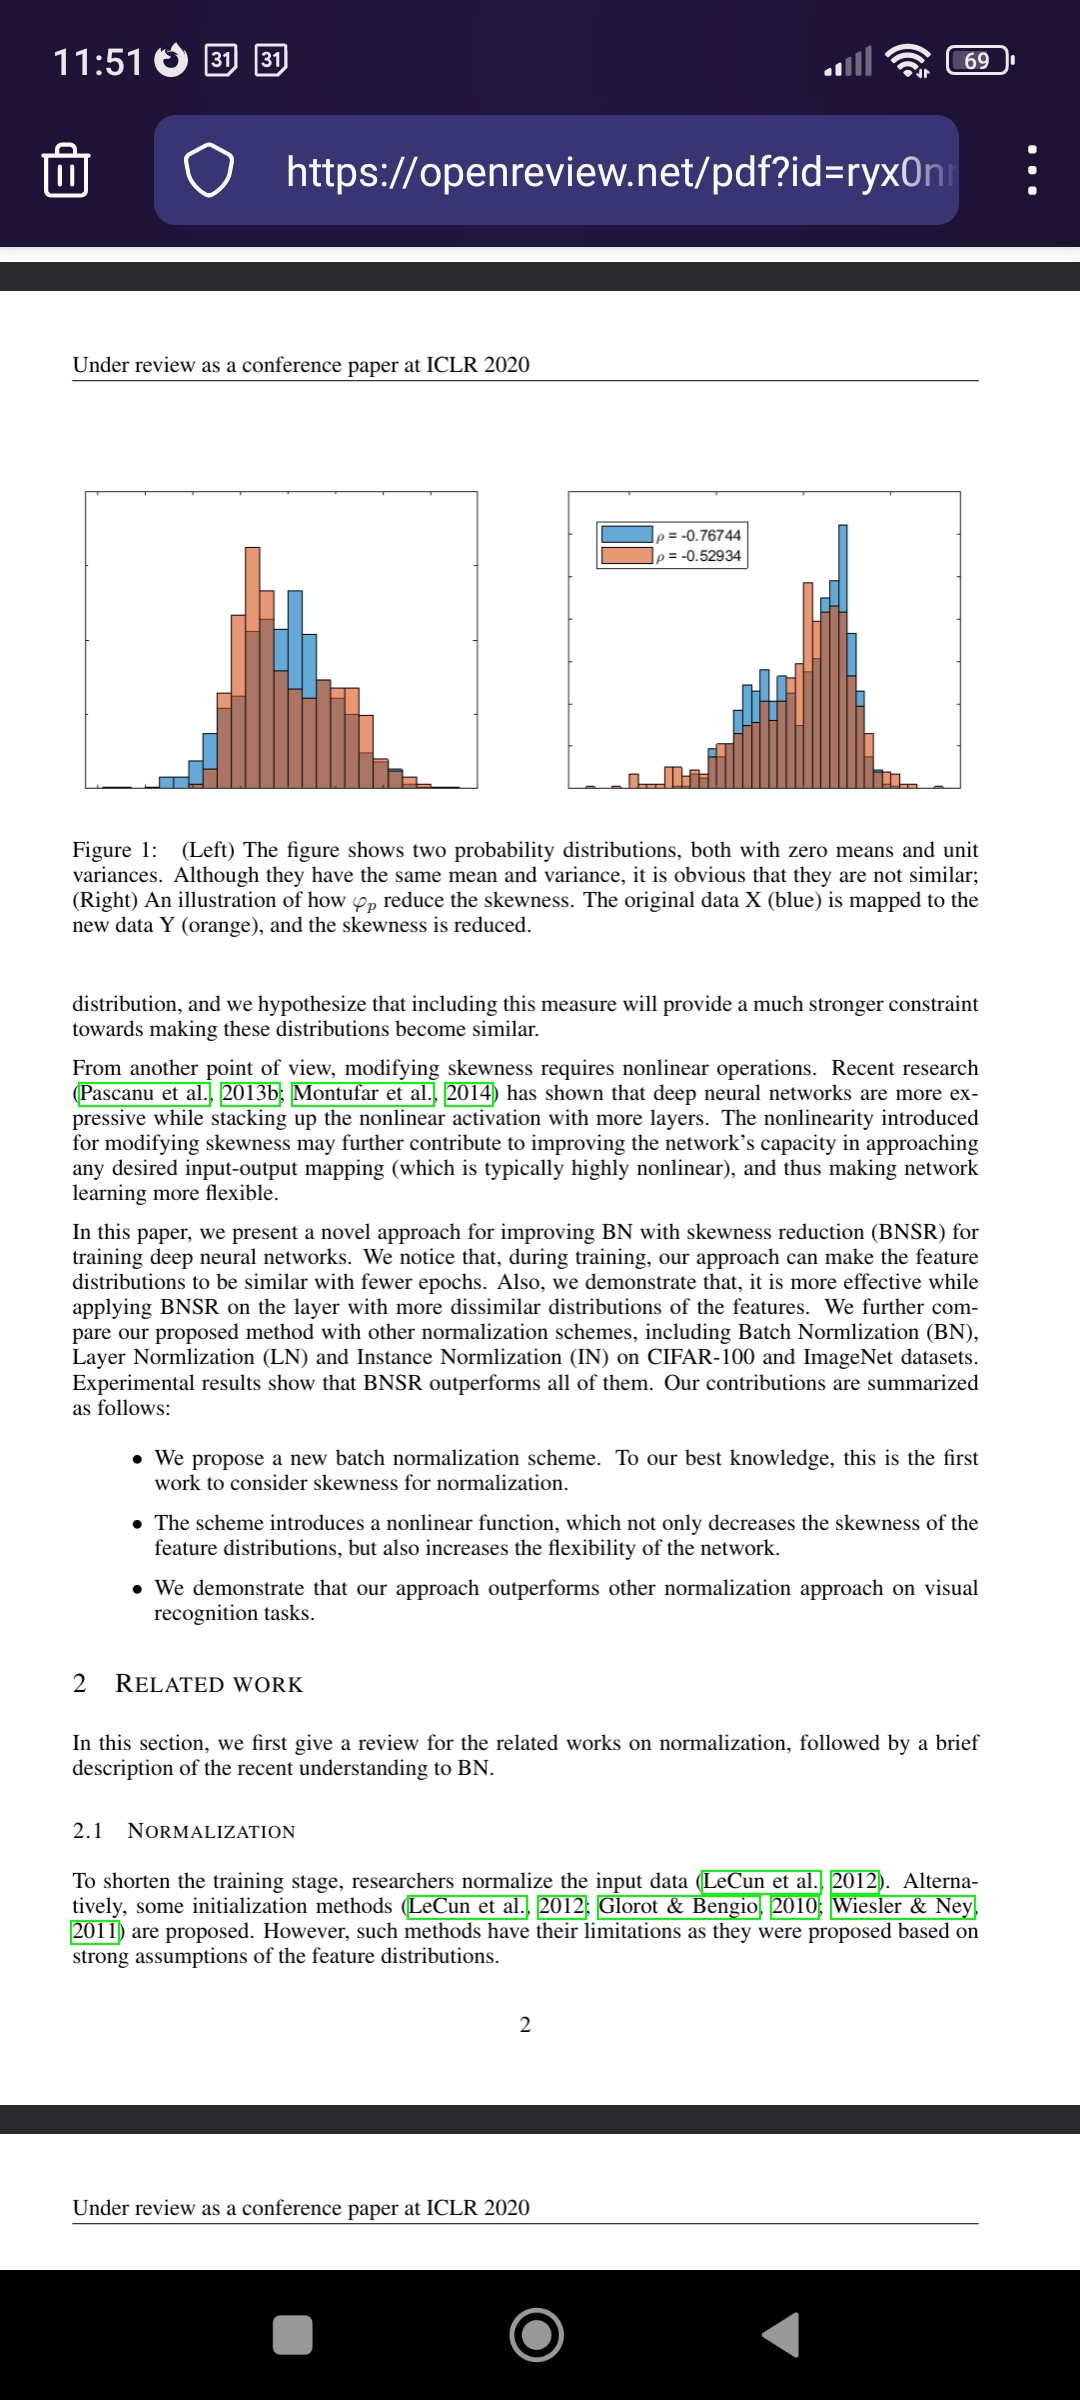 11:51 31 31 69
https://openreview.net/pdf?id=ryx0n
Under review as a conference paper at ICLR 2020
ρ = -0.76744
ρ = -0.52934
Figure 1: (Left) The figure shows two probability distributions, both with zero means and unit
variances. Although they have the same mean and variance, it is obvious that they are not similar;
(Right) An illustration of how φp reduce the skewness. The original data X (blue) is mapped to the
new data Y (orange), and the skewness is reduced.
distribution, and we hypothesize that including this measure will provide a much stronger constraint
towards making these distributions become similar.
From another point of view, modifying skewness requires nonlinear operations. Recent research
(Pascanu et al., 2013b; Montufar et al., 2014) has shown that deep neural networks are more ex-
pressive while stacking up the nonlinear activation with more layers. The nonlinearity introduced
for modifying skewness may further contribute to improving the network's capacity in approaching
any desired input-output mapping (which is typically highly nonlinear), and thus making network
learning more flexible.
In this paper, we present a novel approach for improving BN with skewness reduction (BNSR) for
training deep neural networks. We notice that, during training, our approach can make the feature
distributions to be similar with fewer epochs. Also, we demonstrate that, it is more effective while
applying BNSR on the layer with more dissimilar distributions of the features. We further com-
pare our proposed method with other normalization schemes, including Batch Normlization (BN),
Layer Normlization (LN) and Instance Normlization (IN) on CIFAR-100 and ImageNet datasets.
Experimental results show that BNSR outperforms all of them. Our contributions are summarized
as follows:
• We propose a new batch normalization scheme. To our best knowledge, this is the first
work to consider skewness for normalization.
• The scheme introduces a nonlinear function, which not only decreases the skewness of the
feature distributions, but also increases the flexibility of the network.
• We demonstrate that our approach outperforms other normalization approach on visual
recognition tasks.
2 RELATED WORK
In this section, we first give a review for the related works on normalization, followed by a brief
description of the recent understanding to BN.
2.1 NORMALIZATION
To shorten the training stage, researchers normalize the input data (LeCun et al., 2012). Alterna-
tively, some initialization methods (LeCun et al., 2012; Glorot & Bengio, 2010; Wiesler & Ney,
2011) are proposed. However, such methods have their limitations as they were proposed based on
strong assumptions of the feature distributions.
2
Under review as a conference paper at ICLR 2020